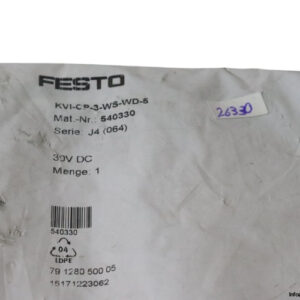 FESTO
KVI-CP-3-WS-WD-5
Mat.-Nr.: 540330
Serie: J4 (064)
30V DC
Menge: 1
26330
540330
04
LDPE
79 1280 500 05
15171223062